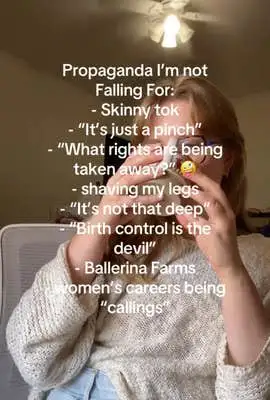 Propaganda I’m not
Falling For:
- Skinny tok
- “It’s just a pinch”
- “What rights are being
taken away?” 🤪
- shaving my legs
- “It’s not that deep”
- “Birth control is the
devil”
- Ballerina Farms
- women’s careers being
“callings”